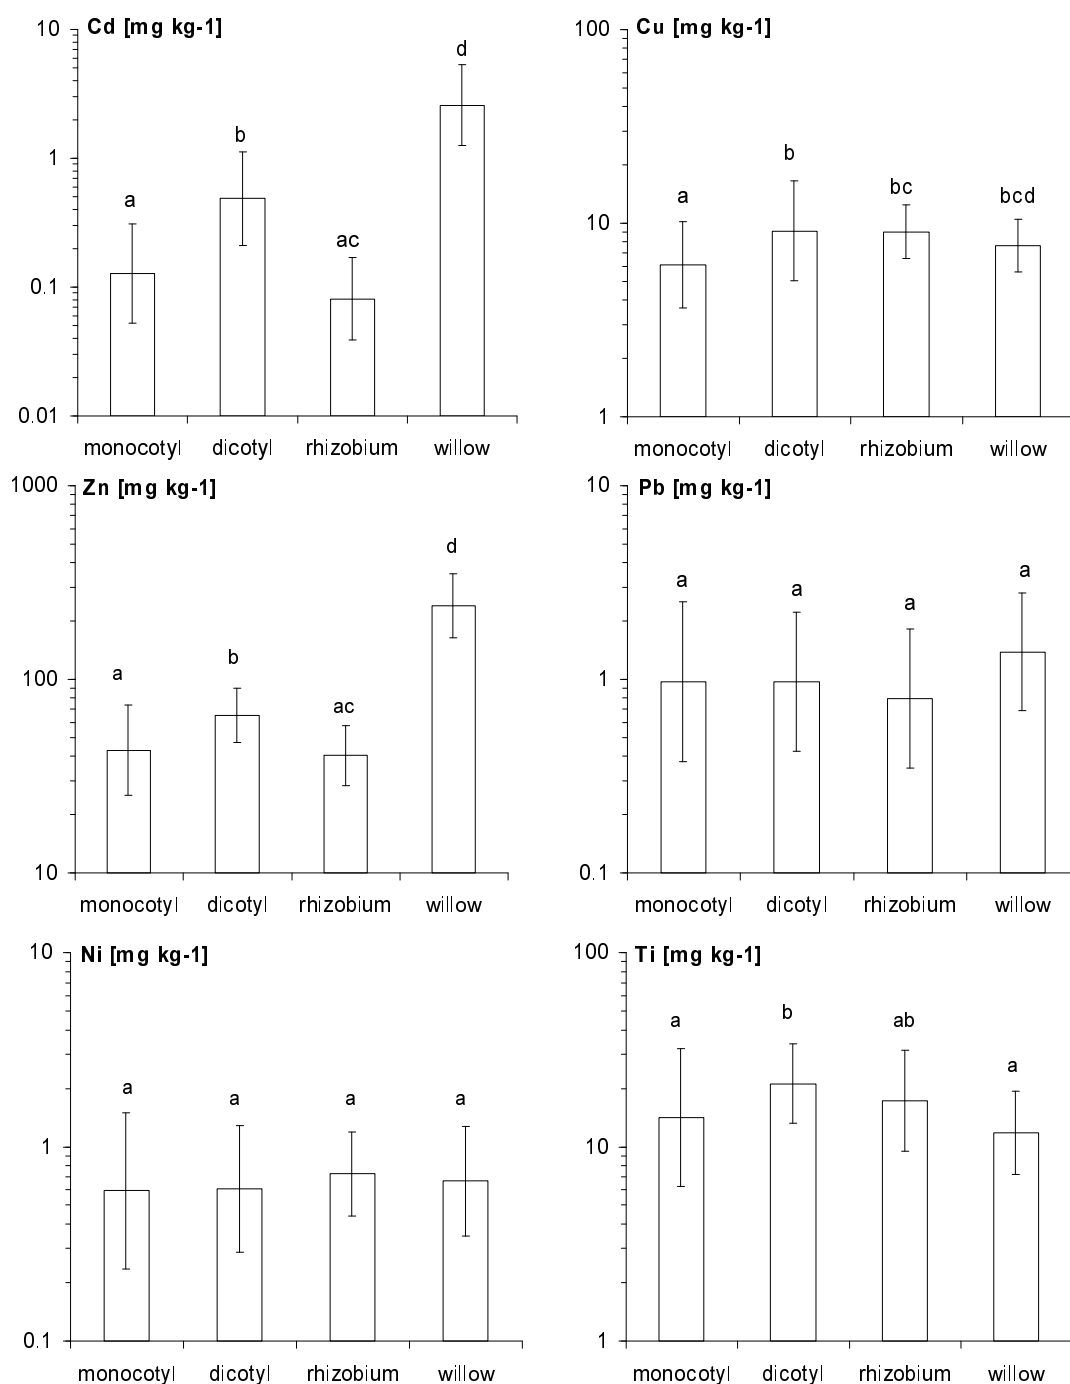 Cd [mg kg-1]
10
1
0.1
0.01
a
b
ac
d
monocotyl
dicotyl
rhizobium
willow
Cu [mg kg-1]
100
10
1
a
b
bc
bcd
monocotyl
dicotyl
rhizobium
willow
Zn [mg kg-1]
1000
100
10
a
b
ac
d
monocotyl
dicotyl
rhizobium
willow
Pb [mg kg-1]
10
1
0.1
a
a
a
a
monocotyl
dicotyl
rhizobium
willow
Ni [mg kg-1]
10
1
0.1
a
a
a
a
monocotyl
dicotyl
rhizobium
willow
Ti [mg kg-1]
100
10
1
a
b
ab
a
monocotyl
dicotyl
rhizobium
willow